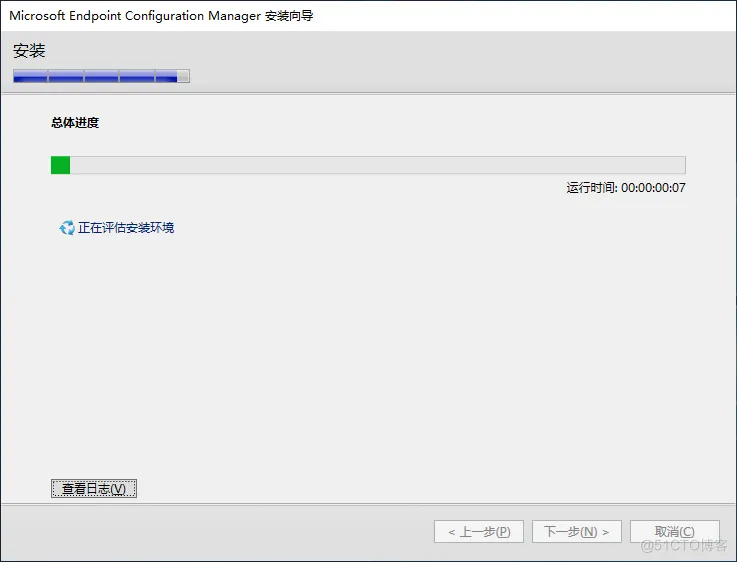 Microsoft Endpoint Configuration Manager 安装向导
安装
总体进度
运行时间: 00:00:00:07
正在评估安装环境
查看日志(V)
< 上一步(P)
下一步(N) >
取消(C)
@51CTO博客